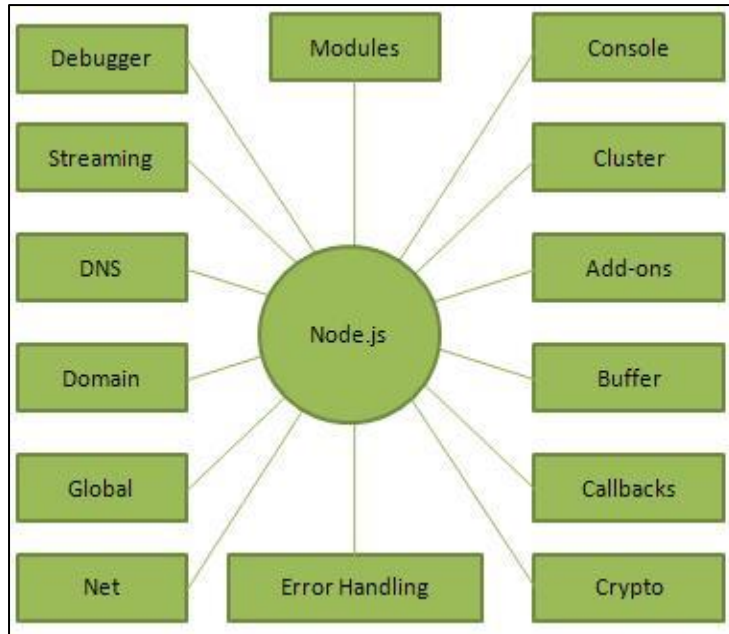 Debugger
Modules
Console
Streaming
Cluster
DNS
Add-ons
Node.js
Domain
Buffer
Global
Callbacks
Net
Error Handling
Crypto